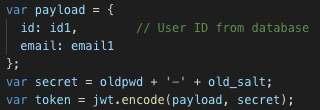 var payload = {
  id: id1,        // User ID from database
  email: email1
};
var secret = oldpwd + '-' + old_salt;
var token = jwt.encode(payload, secret);